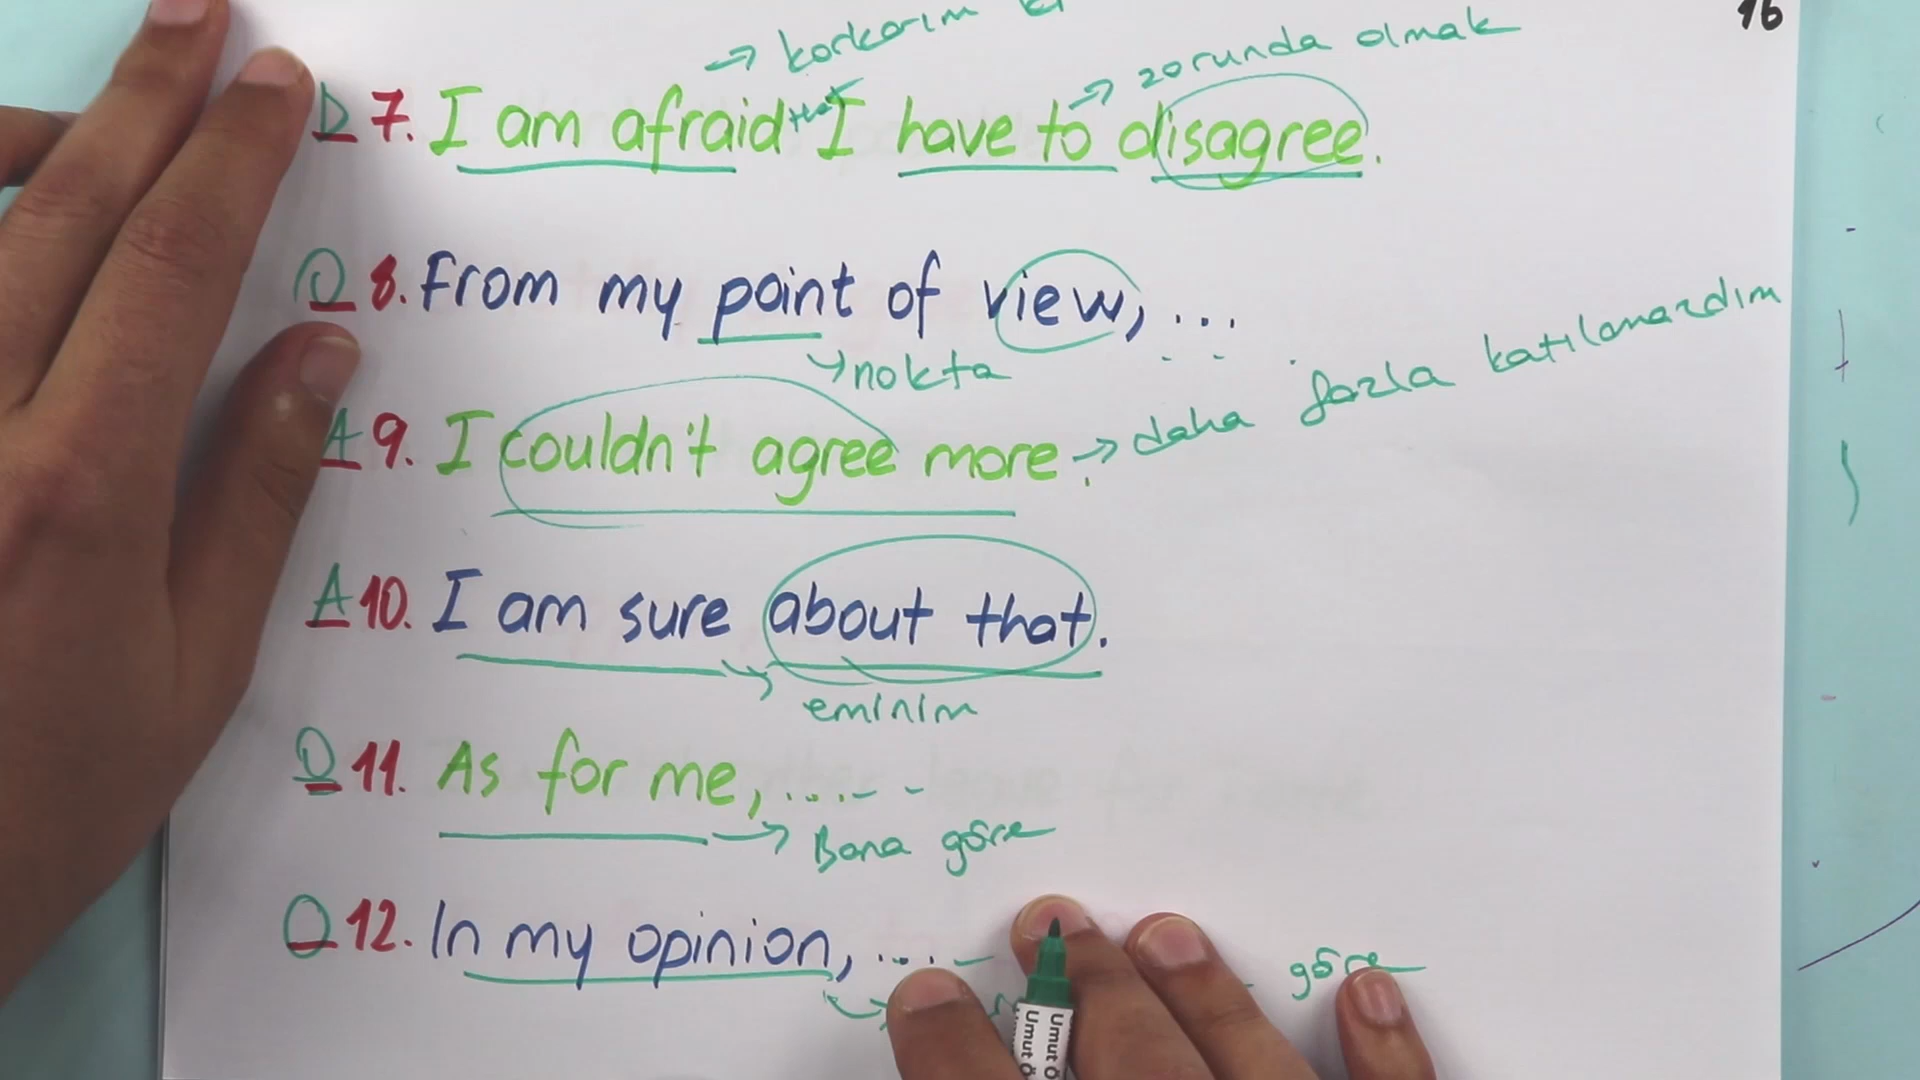 16
→ korkarım ki
→ zorunda olmak
D 7. I am afraid that I have to disagree.
O 8. From my point of view, ...
→ nokta
A 9. I couldn't agree more. → daha fazla katılamazdım
A 10. I am sure about that.
→ eminim
O 11. As for me, .....
→ Bana göre
O 12. In my opinion, ....
göre
Umut
Umut